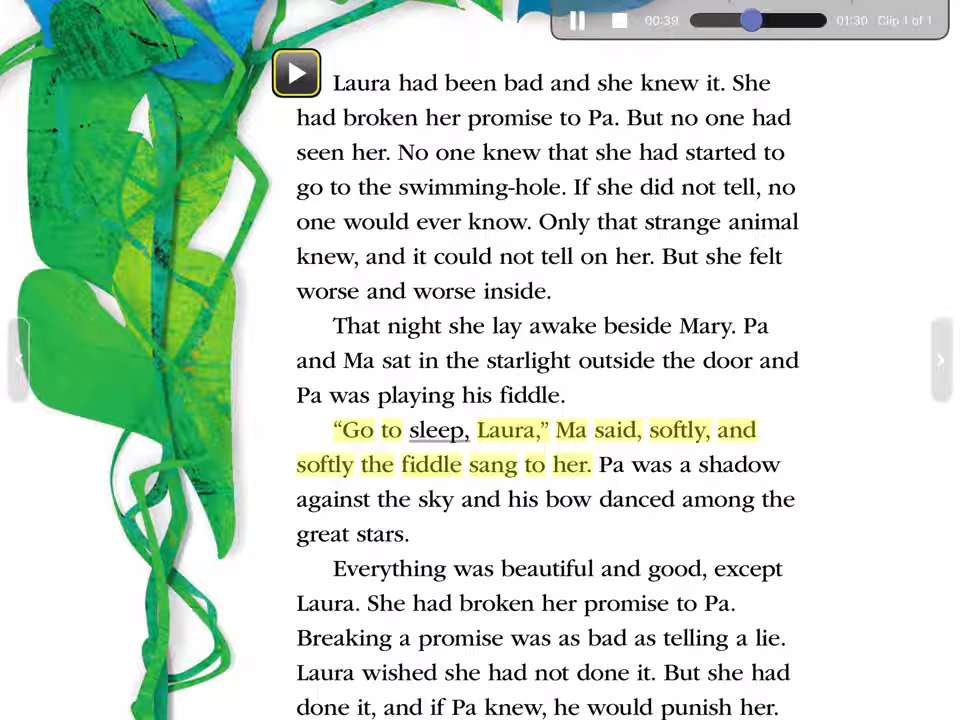 00:39 01:30 Clip 1 of 1
Laura had been bad and she knew it. She
had broken her promise to Pa. But no one had
seen her. No one knew that she had started to
go to the swimming-hole. If she did not tell, no
one would ever know. Only that strange animal
knew, and it could not tell on her. But she felt
worse and worse inside.
That night she lay awake beside Mary. Pa
and Ma sat in the starlight outside the door and
Pa was playing his fiddle.
“Go to sleep, Laura,” Ma said, softly, and
softly the fiddle sang to her. Pa was a shadow
against the sky and his bow danced among the
great stars.
Everything was beautiful and good, except
Laura. She had broken her promise to Pa.
Breaking a promise was as bad as telling a lie.
Laura wished she had not done it. But she had
done it, and if Pa knew, he would punish her.